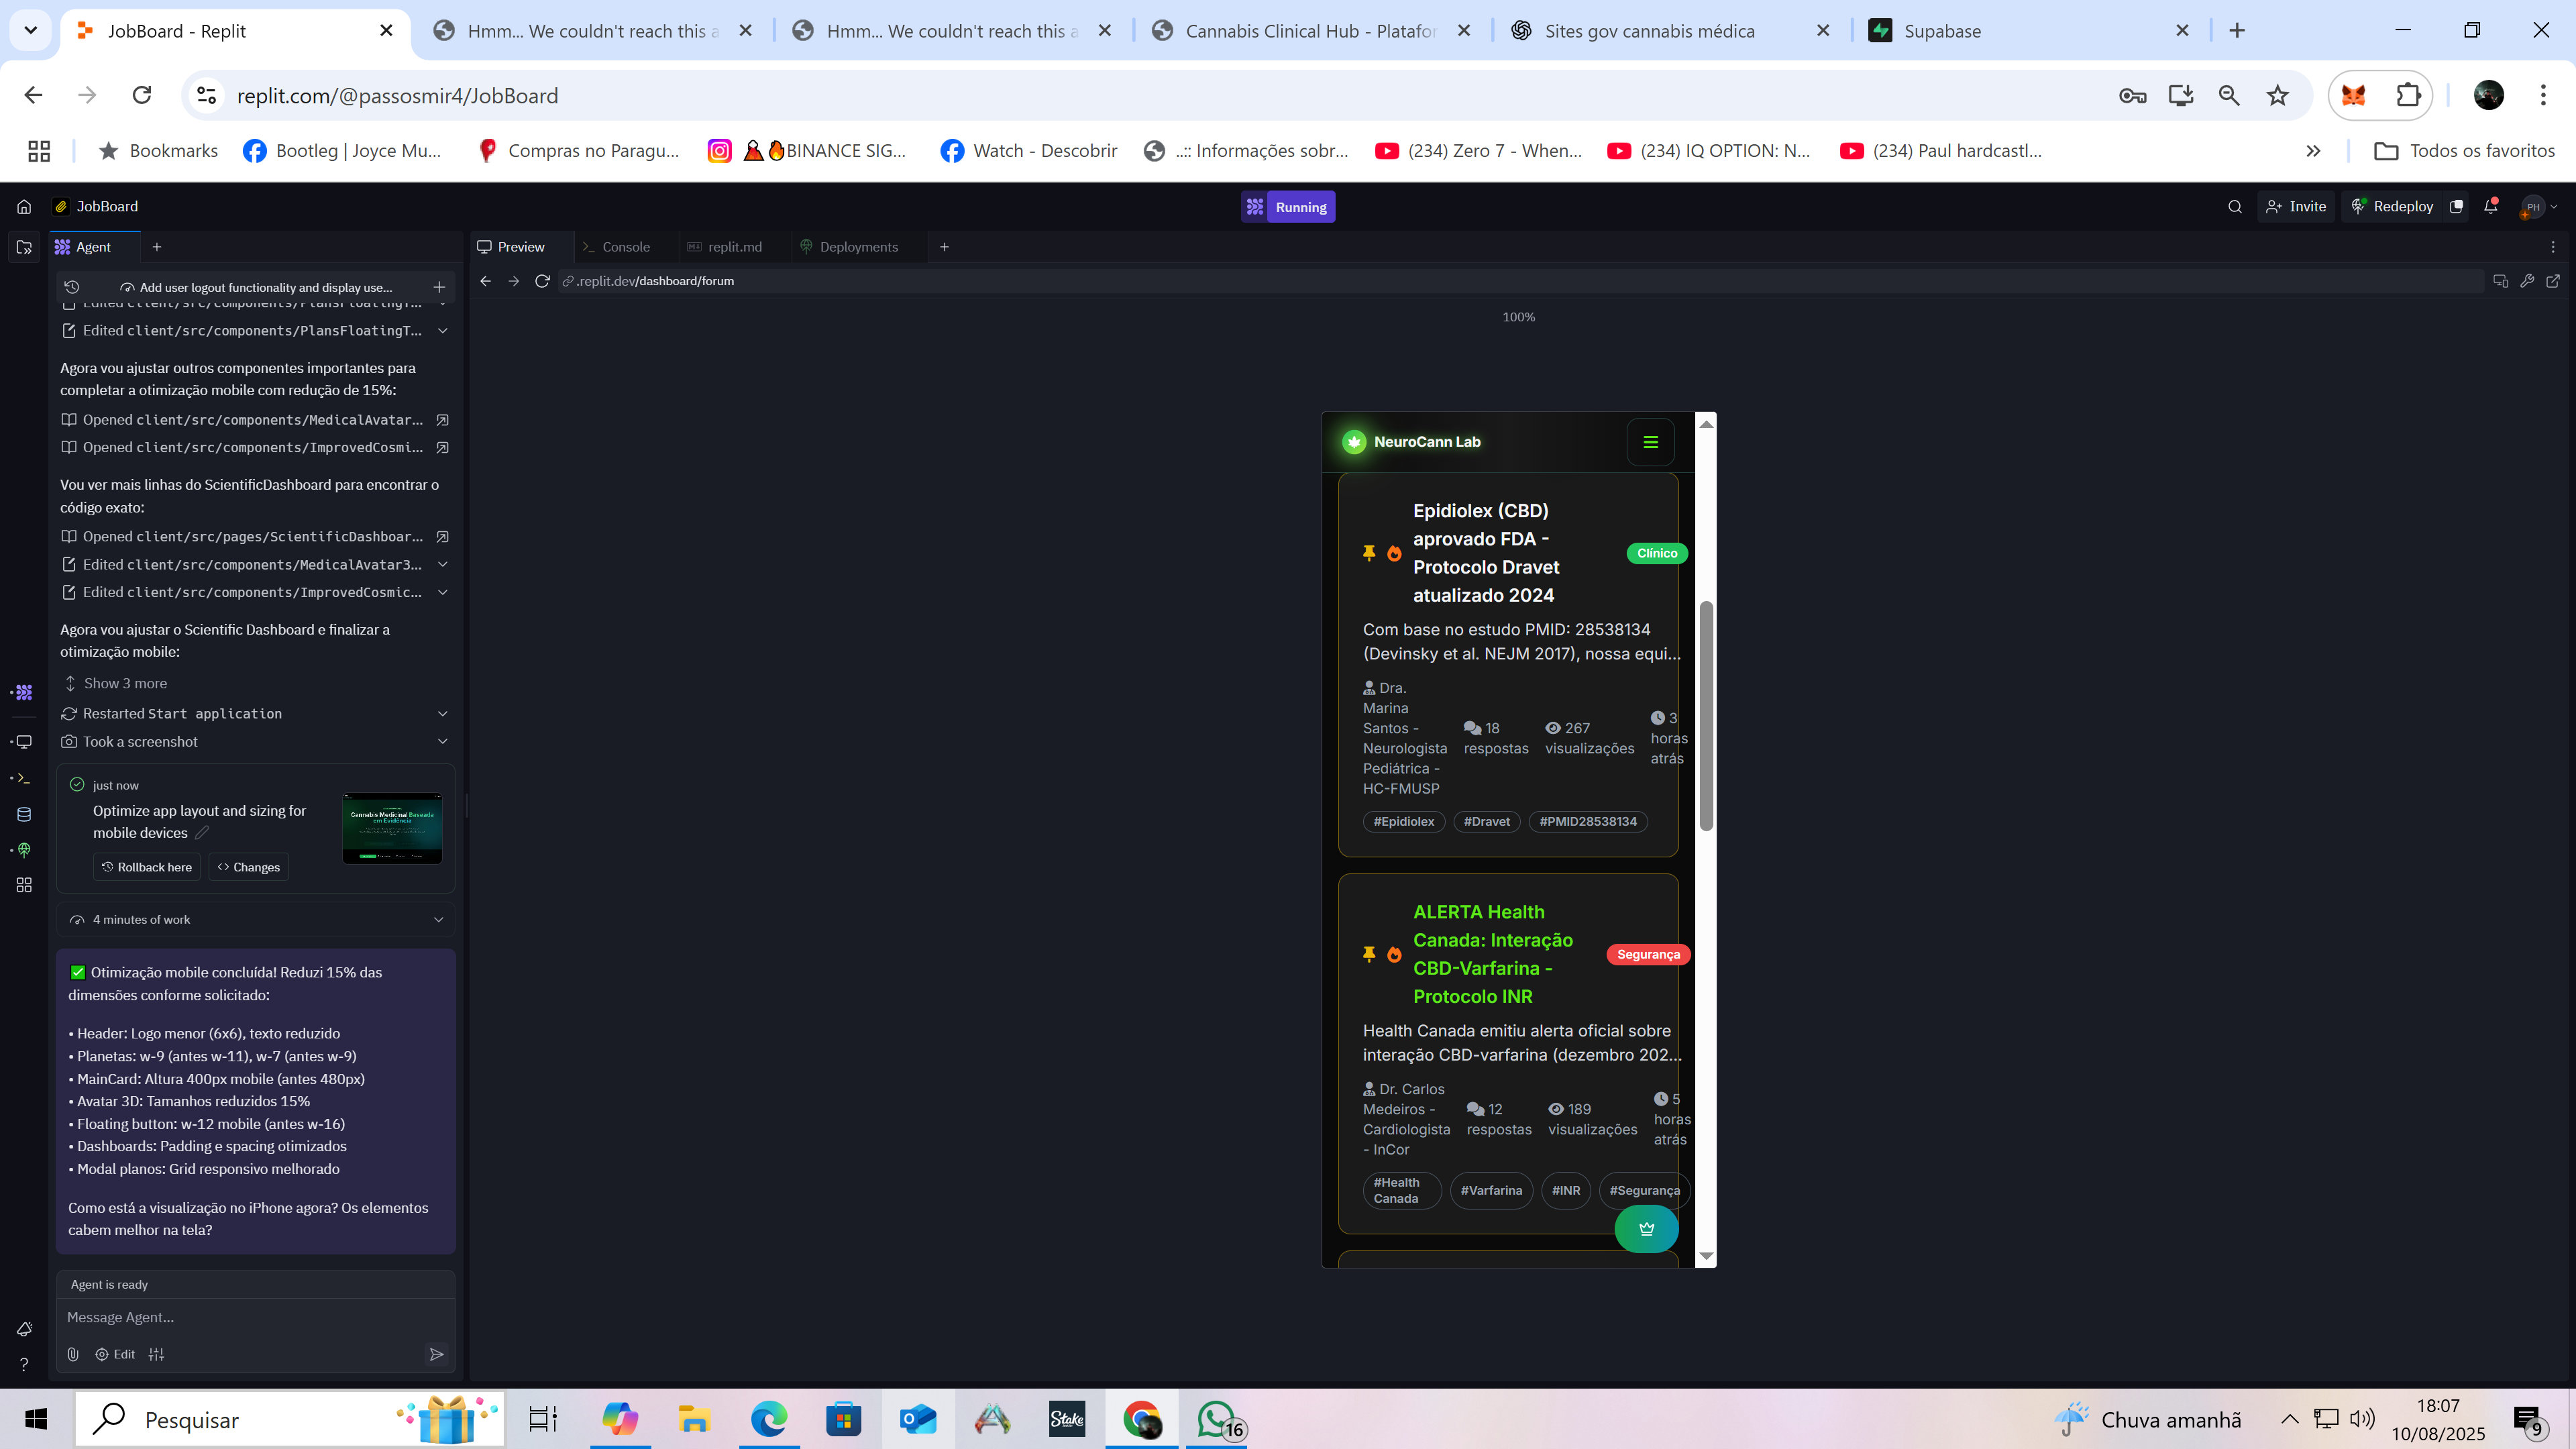 JobBoard - Replit
Hmm... We couldn't reach this a
Hmm... We couldn't reach this a
Cannabis Clinical Hub - Platafor
Sites gov cannabis médica
Supabase
replit.com/@passosmir4/JobBoard
Bookmarks
Bootleg | Joyce Mu...
Compras no Paragu...
BINANCE SIG...
Watch - Descobrir
..:: Informações sobr...
(234) Zero 7 - When...
(234) IQ OPTION: N...
(234) Paul hardcastl...
Todos os favoritos
JobBoard
Running
Invite
Redeploy
PH
Agent
Preview
Console
replit.md
Deployments
Add user logout functionality and display use...
.replit.dev/dashboard/forum
100%
Edited client/src/components/PlansFloatingT...
Edited client/src/components/PlansFloatingT...
Agora vou ajustar outros componentes importantes para
completar a otimização mobile com redução de 15%:
Opened client/src/components/MedicalAvatar...
Opened client/src/components/ImprovedCosmi...
Vou ver mais linhas do ScientificDashboard para encontrar o
código exato:
Opened client/src/pages/ScientificDashboar...
Edited client/src/components/MedicalAvatar3...
Edited client/src/components/ImprovedCosmic...
Agora vou ajustar o Scientific Dashboard e finalizar a
otimização mobile:
Show 3 more
Restarted Start application
Took a screenshot
just now
Optimize app layout and sizing for
mobile devices
Cannabis Medicinal Baseada
em Evidência
Rollback here
Changes
4 minutes of work
✅ Otimização mobile concluída! Reduzi 15% das
dimensões conforme solicitado:
• Header: Logo menor (6x6), texto reduzido
• Planetas: w-9 (antes w-11), w-7 (antes w-9)
• MainCard: Altura 400px mobile (antes 480px)
• Avatar 3D: Tamanhos reduzidos 15%
• Floating button: w-12 mobile (antes w-16)
• Dashboards: Padding e spacing otimizados
• Modal planos: Grid responsivo melhorado
Como está a visualização no iPhone agora? Os elementos
cabem melhor na tela?
Agent is ready
Message Agent...
Edit
NeuroCann Lab
Epidiolex (CBD)
aprovado FDA -
Protocolo Dravet
atualizado 2024
Clínico
Com base no estudo PMID: 28538134
(Devinsky et al. NEJM 2017), nossa equi...
Dra.
Marina
Santos -
Neurologista
Pediátrica -
HC-FMUSP
18
respostas
267
visualizações
3
horas
atrás
#Epidiolex
#Dravet
#PMID28538134
ALERTA Health
Canada: Interação
CBD-Varfarina -
Protocolo INR
Segurança
Health Canada emitiu alerta oficial sobre
interação CBD-varfarina (dezembro 202...
Dr. Carlos
Medeiros -
Cardiologista
- InCor
12
respostas
189
visualizações
5
horas
atrás
#Health
Canada
#Varfarina
#INR
#Segurança
Pesquisar
Stake
16
Chuva amanhã
18:07
10/08/2025
9